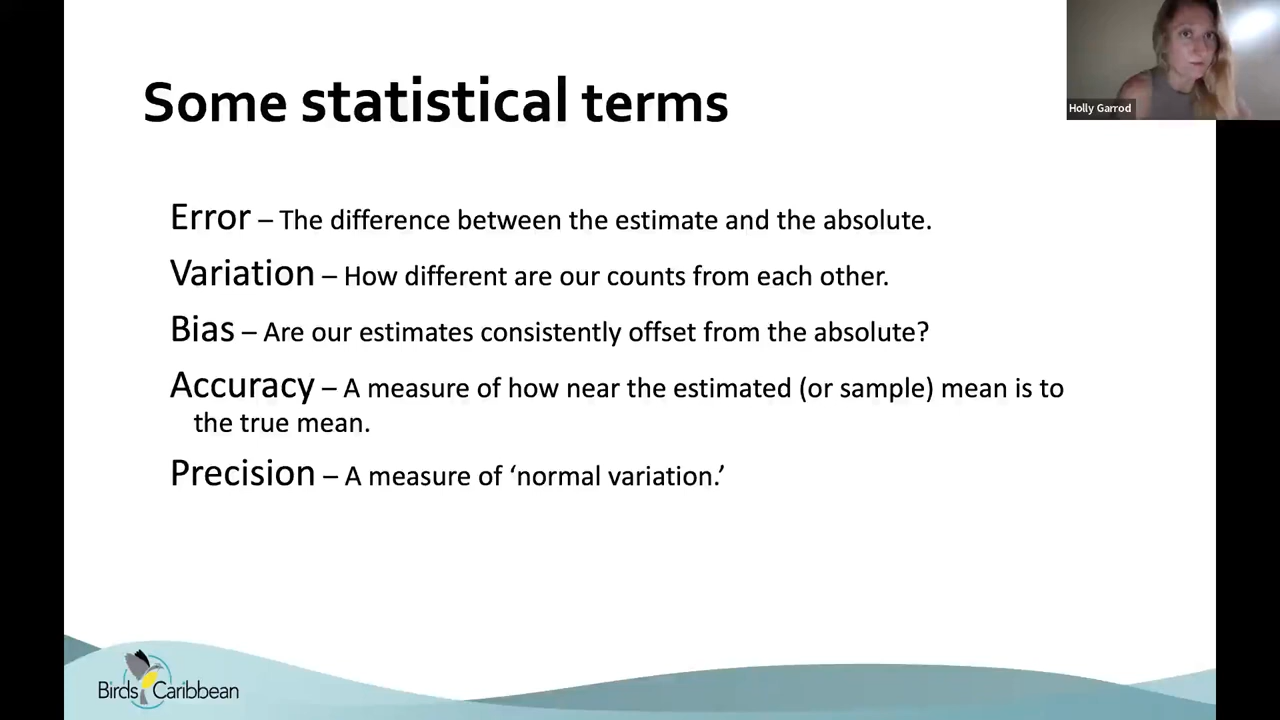 Some statistical terms
Holly Garrod
Error – The difference between the estimate and the absolute.
Variation – How different are our counts from each other.
Bias – Are our estimates consistently offset from the absolute?
Accuracy – A measure of how near the estimated (or sample) mean is to
the true mean.
Precision – A measure of ‘normal variation.’
Birds Caribbean